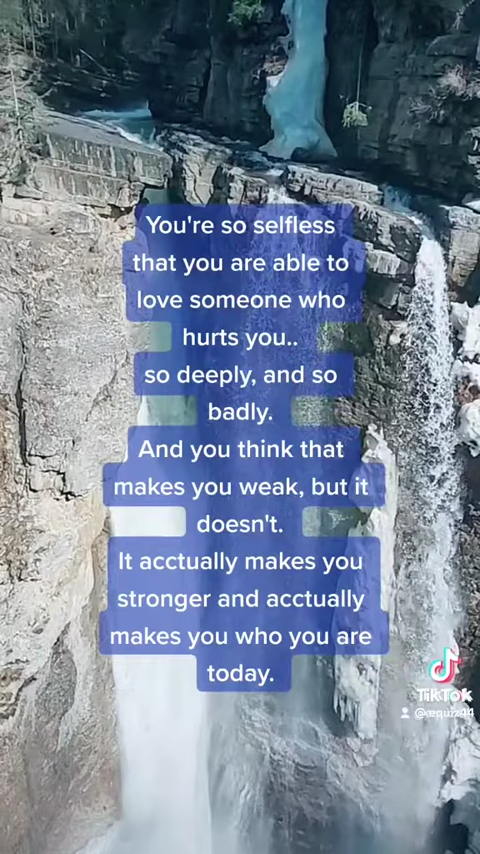 You're so selfless
that you are able to
love someone who
hurts you..
so deeply, and so
badly.
And you think that
makes you weak, but it
doesn't.
It acctually makes you
stronger and acctually
makes you who you are
today.
TikTok
@æquiz44